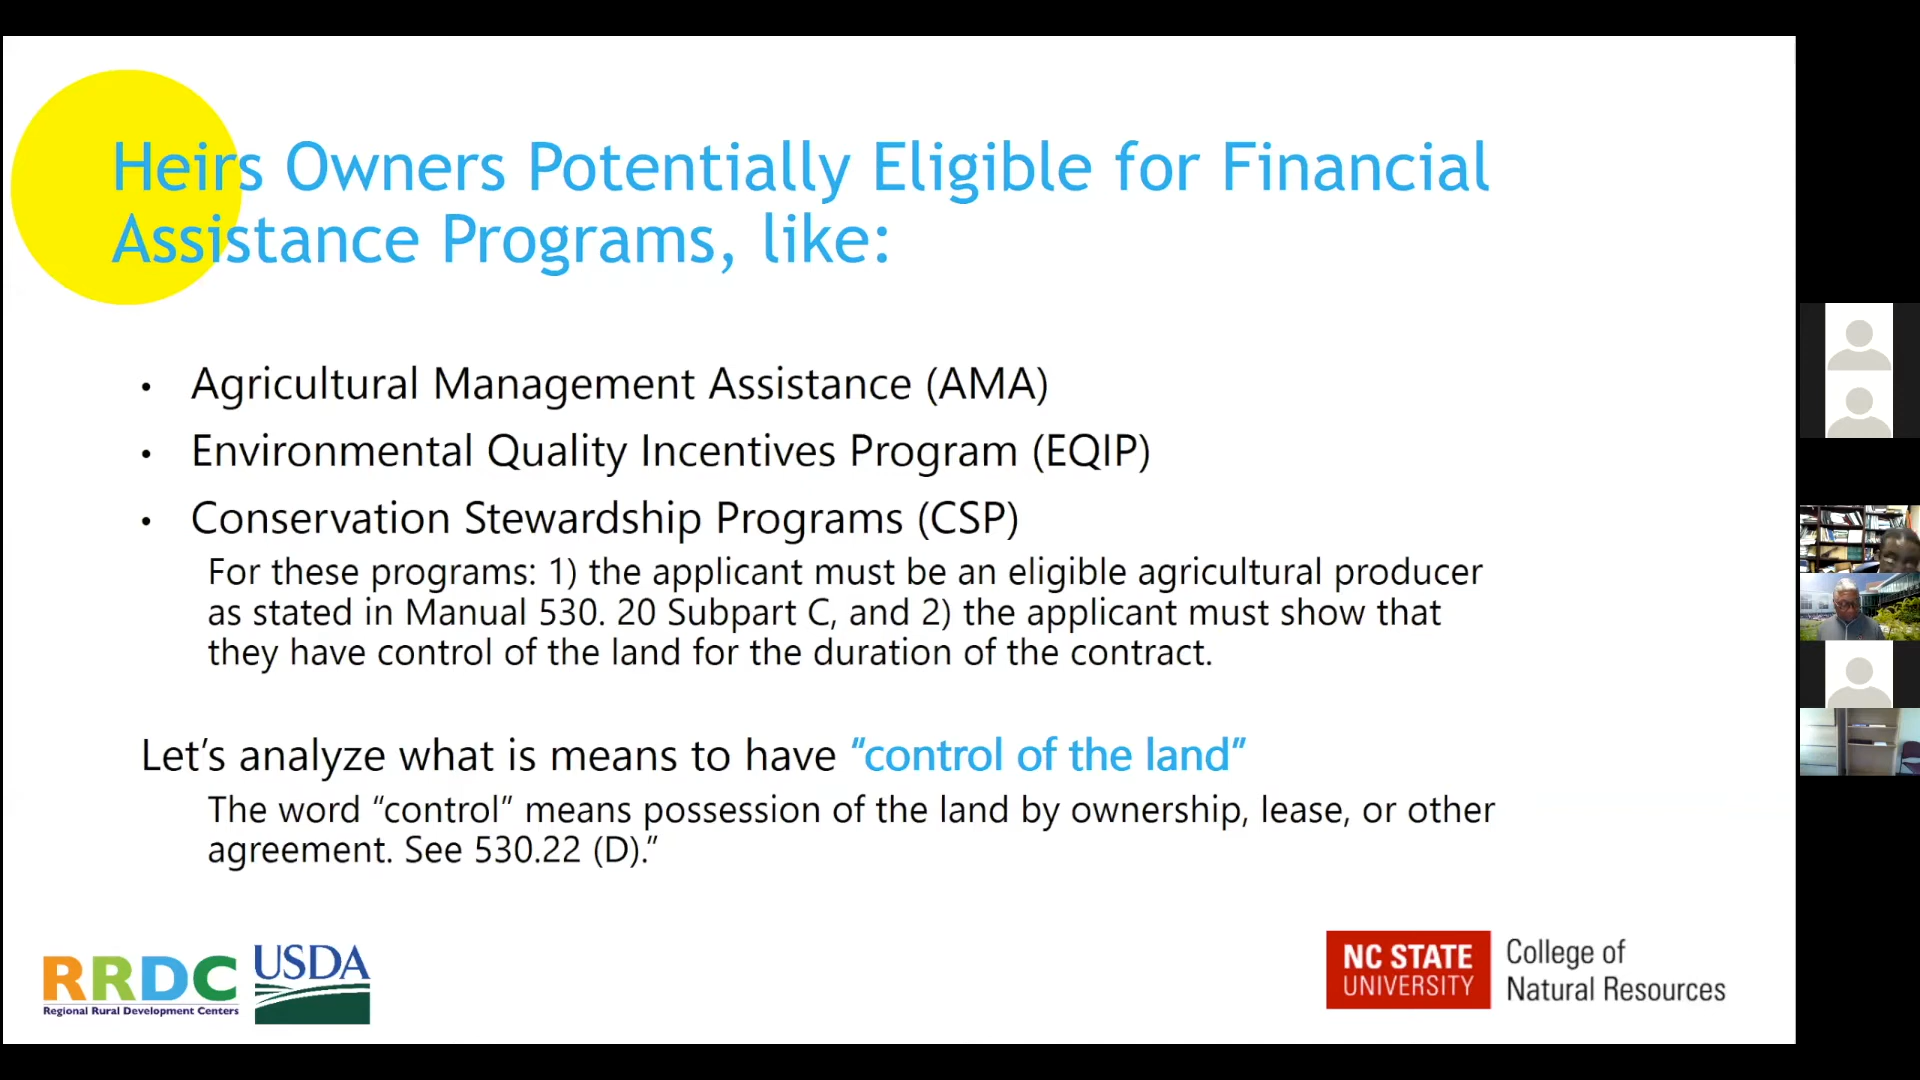 Heirs Owners Potentially Eligible for Financial
Assistance Programs, like:
• Agricultural Management Assistance (AMA)
• Environmental Quality Incentives Program (EQIP)
• Conservation Stewardship Programs (CSP)
For these programs: 1) the applicant must be an eligible agricultural producer
as stated in Manual 530. 20 Subpart C, and 2) the applicant must show that
they have control of the land for the duration of the contract.
Let’s analyze what is means to have “control of the land”
The word “control” means possession of the land by ownership, lease, or other
agreement. See 530.22 (D).”
RRDC
Regional Rural Development Centers
USDA
NC STATE
UNIVERSITY
College of
Natural Resources